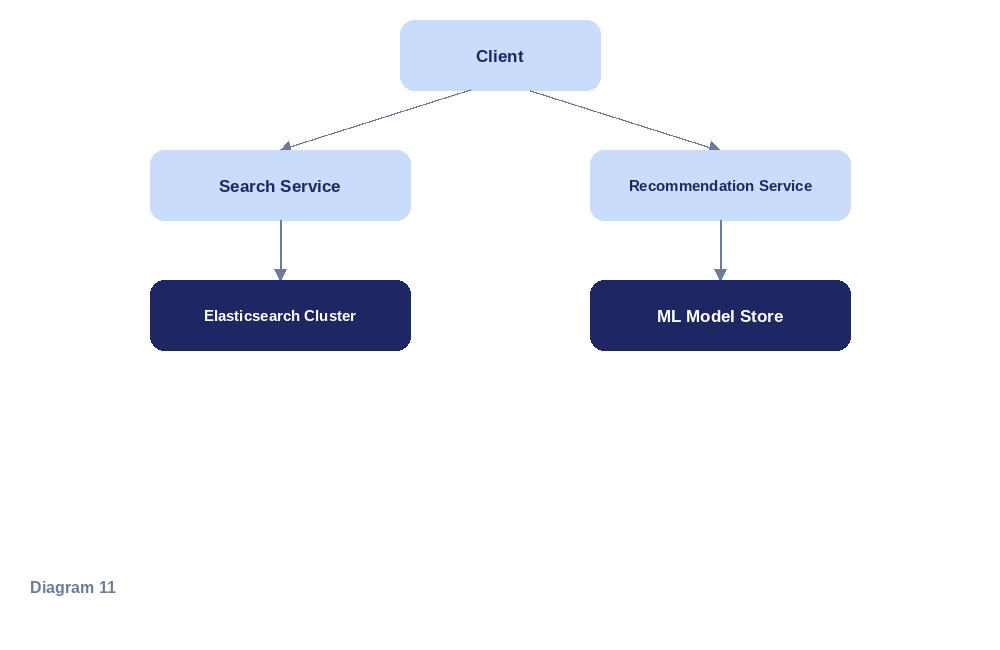 Client
Search Service
Recommendation Service
Elasticsearch Cluster
ML Model Store
Diagram 11